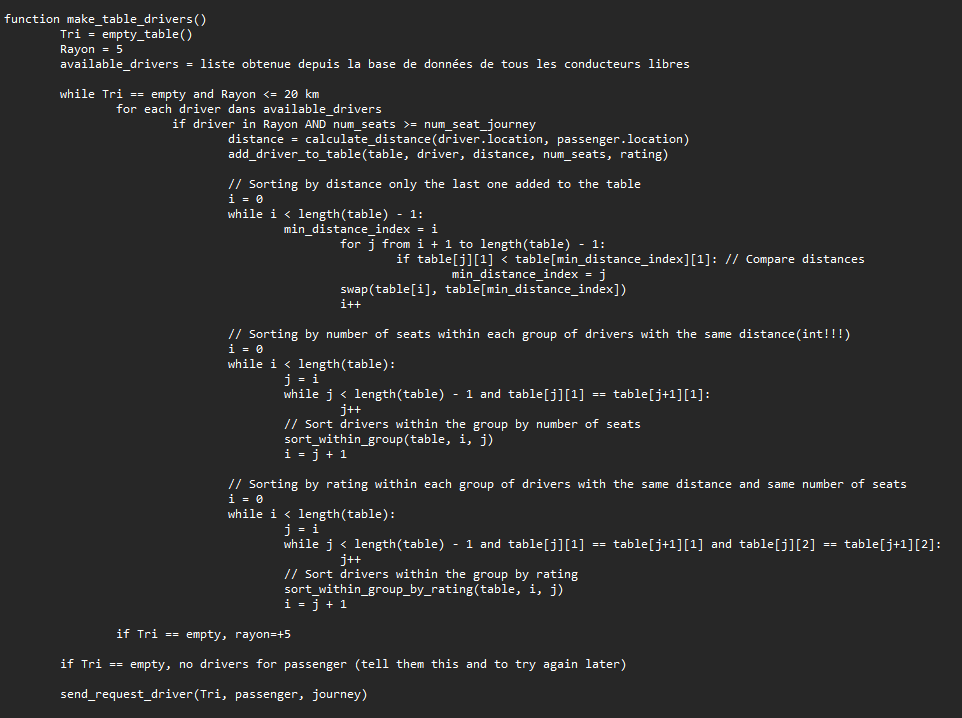 function make_table_drivers()
Tri = empty_table()
Rayon = 5
available_drivers = liste obtenue depuis la base de données de tous les conducteurs libres
while Tri == empty and Rayon <= 20 km
for each driver dans available_drivers
if driver in Rayon AND num_seats >= num_seat_journey
distance = calculate_distance(driver.location, passenger.location)
add_driver_to_table(table, driver, distance, num_seats, rating)
// Sorting by distance only the last one added to the table
i = 0
while i < length(table) - 1:
min_distance_index = i
for j from i + 1 to length(table) - 1:
if table[j][1] < table[min_distance_index][1]: // Compare distances
min_distance_index = j
swap(table[i], table[min_distance_index])
i++
// Sorting by number of seats within each group of drivers with the same distance(int!!!)
i = 0
while i < length(table):
j = i
while j < length(table) - 1 and table[j][1] == table[j+1][1]:
j++
// Sort drivers within the group by number of seats
sort_within_group(table, i, j)
i = j + 1
// Sorting by rating within each group of drivers with the same distance and same number of seats
i = 0
while i < length(table):
j = i
while j < length(table) - 1 and table[j][1] == table[j+1][1] and table[j][2] == table[j+1][2]:
j++
// Sort drivers within the group by rating
sort_within_group_by_rating(table, i, j)
i = j + 1
if Tri == empty, rayon=+5
if Tri == empty, no drivers for passenger (tell them this and to try again later)
send_request_driver(Tri, passenger, journey)